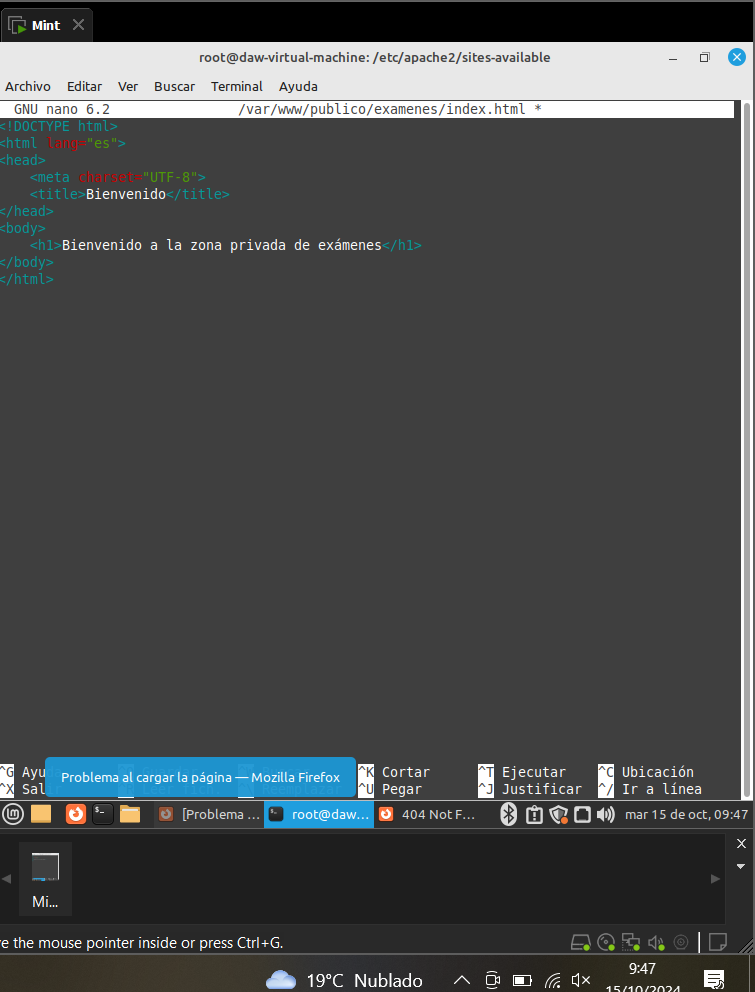 Mint
root@daw-virtual-machine: /etc/apache2/sites-available
Archivo Editar Ver Buscar Terminal Ayuda
GNU nano 6.2 /var/www/publico/examenes/index.html *
<!DOCTYPE html>
<html lang="es">
<head>
<meta charset="UTF-8">
<title>Bienvenido</title>
</head>
<body>
<h1>Bienvenido a la zona privada de exámenes</h1>
</body>
</html>
^G Ayu ^K Cortar ^T Ejecutar ^C Ubicación
Problema al cargar la página — Mozilla Firefox
^X Sali ^U Pegar ^J Justificar ^/ Ir a línea
[Problema ... root@daw... 404 Not F... mar 15 de oct, 09:47
Mi...
e the mouse pointer inside or press Ctrl+G.
19°C Nublado 9:47
15/10/2024